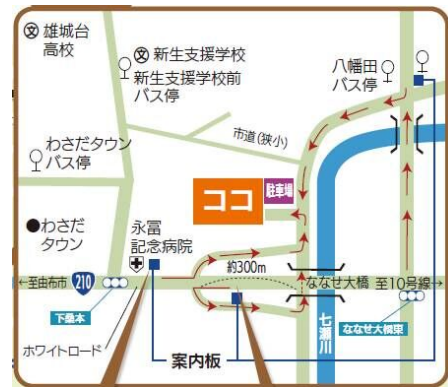 雄城台
高校
文
文
新生支援学校
新生支援学校前
バス停
八幡田
バス停
市道(狭小)
わさだタウン
バス停
ココ
駐車場
●わさだ
タウン
永冨
記念病院
約300m
←至由布市
210
ななせ大橋
至10号線→
下桑本
七瀬川
ななせ大橋東
ホワイトロード
案内板